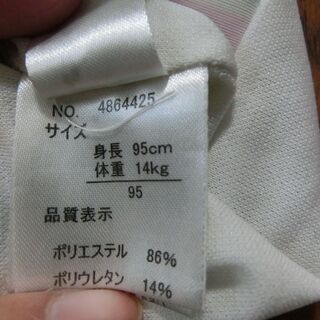 NO. 4864425
サイズ
身長 95cm
体重 14kg
95
品質表示
ポリエステル 86%
ポリウレタン 14%